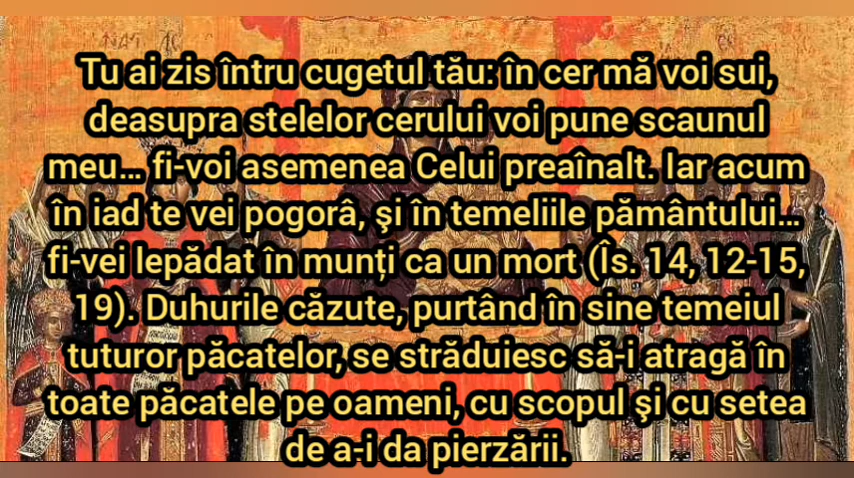 Tu ai zis întru cugetul tău: în cer mă voi sui,
deasupra stelelor cerului voi pune scaunul
meu... fi-voi asemenea Celui preaînalt. Iar acum
în iad te vei pogorâ, şi în temeliile pământului...
fi-vei lepădat în munți ca un mort (Îs. 14, 12-15,
19). Duhurile căzute, purtând în sine temeiul
tuturor păcatelor, se străduiesc să-i atragă în
toate păcatele pe oameni, cu scopul şi cu setea
de a-i da pierzării.